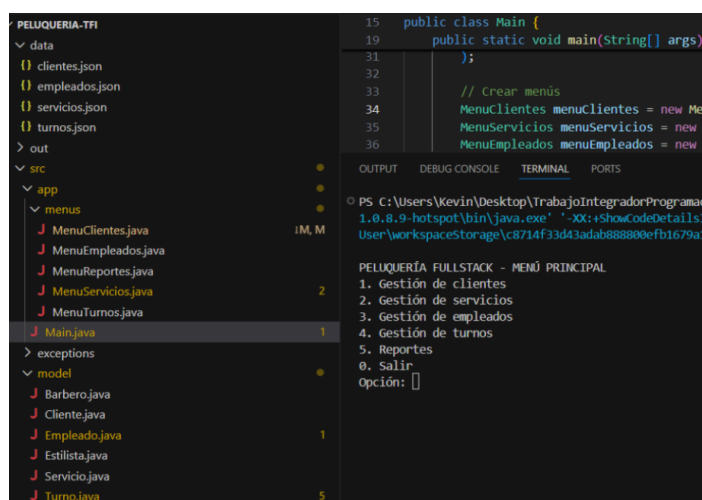 PELUQUERIA-TFI
data
{} clientes.json
{} empleados.json
{} servicios.json
{} turnos.json
out
src
app
menus
J MenuClientes.java ↓M, M
J MenuEmpleados.java
J MenuReportes.java
J MenuServicios.java 2
J MenuTurnos.java
J Main.java 1
exceptions
model
J Barbero.java
J Cliente.java
J Empleado.java 1
J Estilista.java
J Servicio.java
J Turno.java 5
15 public class Main {
19 public static void main(String[] args)
31 );
32
33 // Crear menús
34 MenuClientes menuClientes = new Me
35 MenuServicios menuServicios = new
36 MenuEmpleados menuEmpleados = new
OUTPUT DEBUG CONSOLE TERMINAL PORTS
PS C:\Users\Kevin\Desktop\TrabajoIntegradorPrograma
1.0.8.9-hotspot\bin\java.exe' '-XX:+ShowCodeDetails
User\workspaceStorage\c8714f33d43adab888800efb1679a
PELUQUERÍA FULLSTACK - MENÚ PRINCIPAL
1. Gestión de clientes
2. Gestión de servicios
3. Gestión de empleados
4. Gestión de turnos
5. Reportes
0. Salir
Opción: